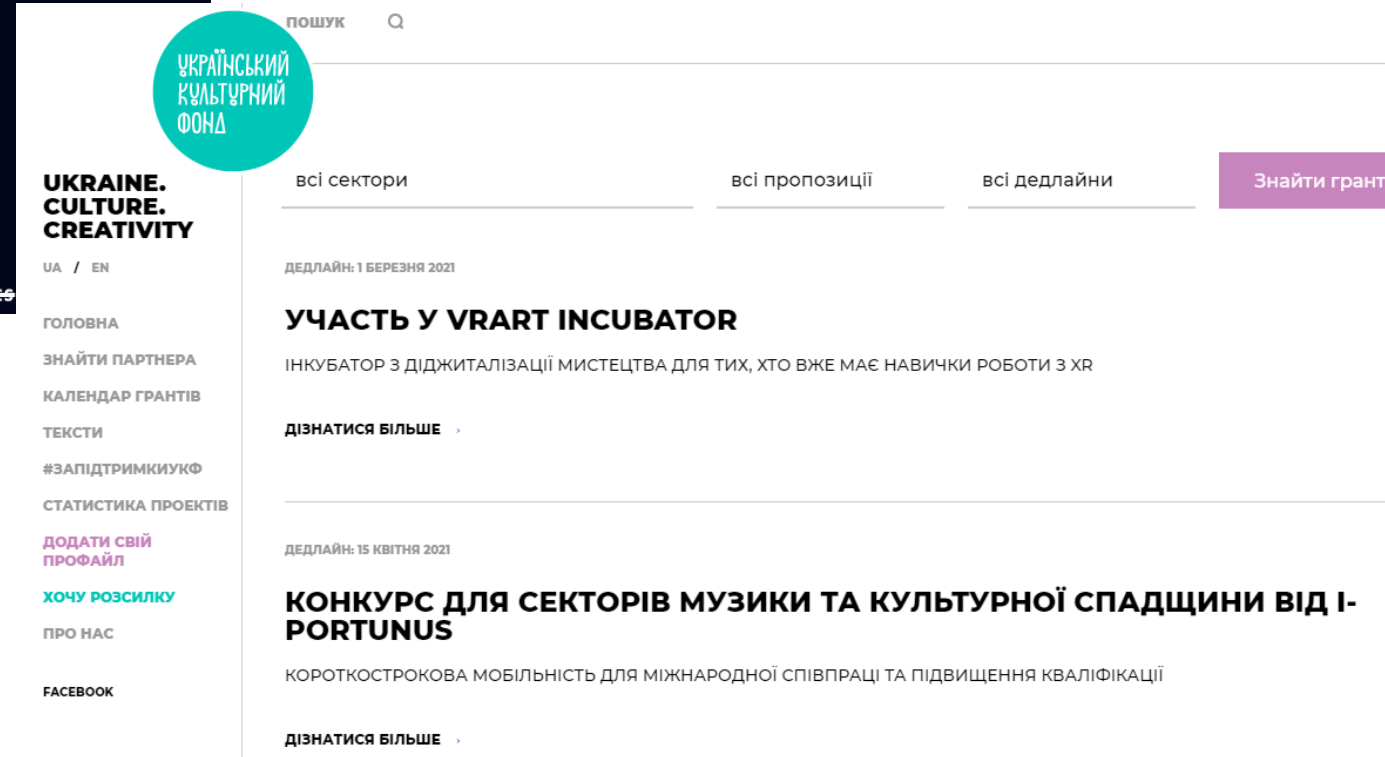 ПОШУК
УКРАЇНСЬКИЙ
КУЛЬТУРНИЙ
ФОНД
UKRAINE.
CULTURE.
CREATIVITY
UA / EN
ГОЛОВНА
ЗНАЙТИ ПАРТНЕРА
КАЛЕНДАР ГРАНТІВ
ТЕКСТИ
#ЗАПІДТРИМКИУКФ
СТАТИСТИКА ПРОЕКТІВ
ДОДАТИ СВІЙ
ПРОФАЙЛ
ХОЧУ РОЗСИЛКУ
ПРО НАС
FACEBOOK
всі сектори
всі пропозиції
всі дедлайни
Знайти грант
ДЕДЛАЙН: 1 БЕРЕЗНЯ 2021
УЧАСТЬ У VRART INCUBATOR
ІНКУБАТОР З ДІДЖИТАЛІЗАЦІЇ МИСТЕЦТВА ДЛЯ ТИХ, ХТО ВЖЕ МАЄ НАВИЧКИ РОБОТИ З XR
ДІЗНАТИСЯ БІЛЬШЕ ›
ДЕДЛАЙН: 15 КВІТНЯ 2021
КОНКУРС ДЛЯ СЕКТОРІВ МУЗИКИ ТА КУЛЬТУРНОЇ СПАДЩИНИ ВІД I-
PORTUNUS
КОРОТКОСТРОКОВА МОБІЛЬНІСТЬ ДЛЯ МІЖНАРОДНОЇ СПІВПРАЦІ ТА ПІДВИЩЕННЯ КВАЛІФІКАЦІЇ
ДІЗНАТИСЯ БІЛЬШЕ ›